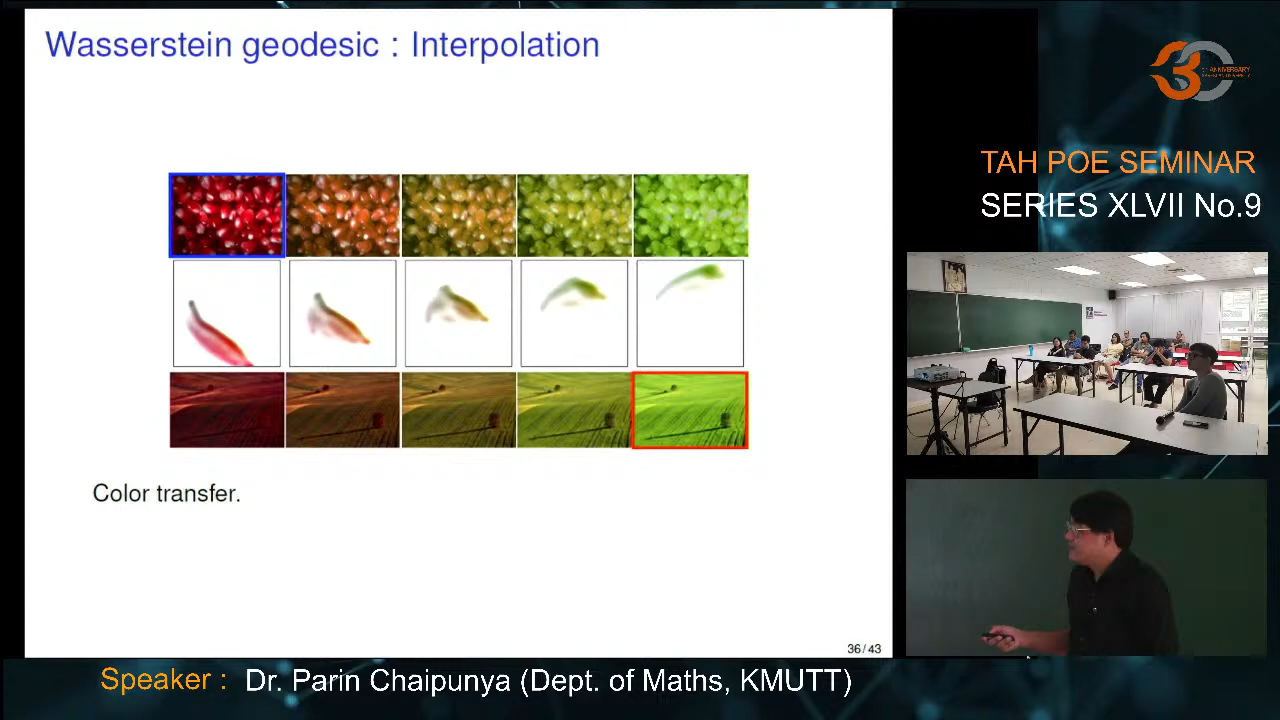 Wasserstein geodesic : Interpolation
Color transfer.
36 / 43
TAH POE SEMINAR
SERIES XLVII No.9
Speaker : Dr. Parin Chaipunya (Dept. of Maths, KMUTT)